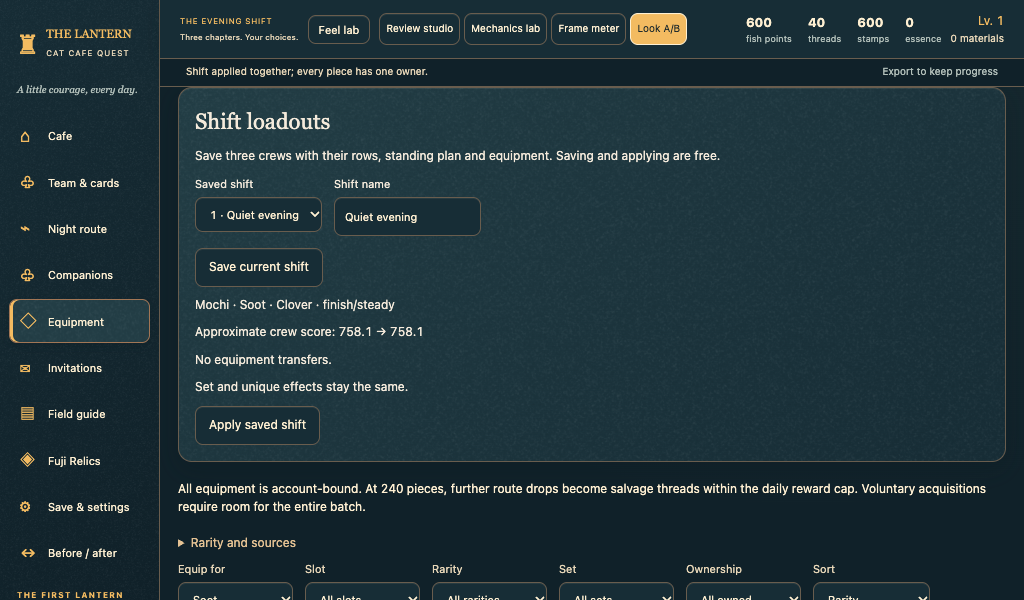 THE LANTERN
CAT CAFE QUEST
A little courage, every day.
Cafe
Team & cards
Night route
Companions
Equipment
Invitations
Field guide
Fuji Relics
Save & settings
Before / after
THE FIRST LANTERN
THE EVENING SHIFT
Three chapters. Your choices.
Feel lab
Review studio
Mechanics lab
Frame meter
Look A/B
600 fish points
40 threads
600 stamps
0 essence
Lv. 1
0 materials
Shift applied together; every piece has one owner.
Export to keep progress
Shift loadouts
Save three crews with their rows, standing plan and equipment. Saving and applying are free.
Saved shift
Shift name
1 · Quiet evening
Quiet evening
Save current shift
Mochi · Soot · Clover · finish/steady
Approximate crew score: 758.1 → 758.1
No equipment transfers.
Set and unique effects stay the same.
Apply saved shift
All equipment is account-bound. At 240 pieces, further route drops become salvage threads within the daily reward cap. Voluntary acquisitions
require room for the entire batch.
Rarity and sources
Equip for
Slot
Rarity
Set
Ownership
Sort
Soot
All slots
All rarities
All sets
All owned
Rarity